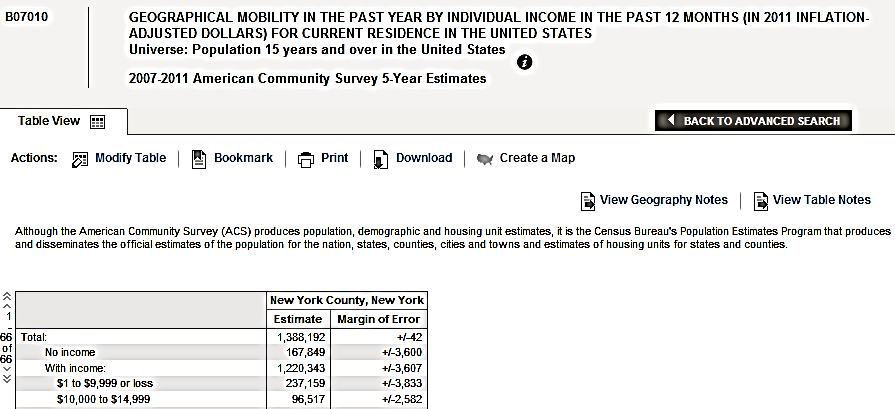 B07010
GEOGRAPHICAL MOBILITY IN THE PAST YEAR BY INDIVIDUAL INCOME IN THE PAST 12 MONTHS (IN 2011 INFLATION-
ADJUSTED DOLLARS) FOR CURRENT RESIDENCE IN THE UNITED STATES
Universe: Population 15 years and over in the United States
2007-2011 American Community Survey 5-Year Estimates
Table View
BACK TO ADVANCED SEARCH
Actions: Modify Table Bookmark Print Download Create a Map
View Geography Notes View Table Notes
Although the American Community Survey (ACS) produces population, demographic and housing unit estimates, it is the Census Bureau's Population Estimates Program that produces
and disseminates the official estimates of the population for the nation, states, counties, cities and towns and estimates of housing units for states and counties.
New York County, New York
Estimate Margin of Error
1 - 66 of 66
Total: 1,388,192 +/-42
No income 167,849 +/-3,600
With income: 1,220,343 +/-3,607
$1 to $9,999 or loss 237,159 +/-3,833
$10,000 to $14,999 96,517 +/-2,582